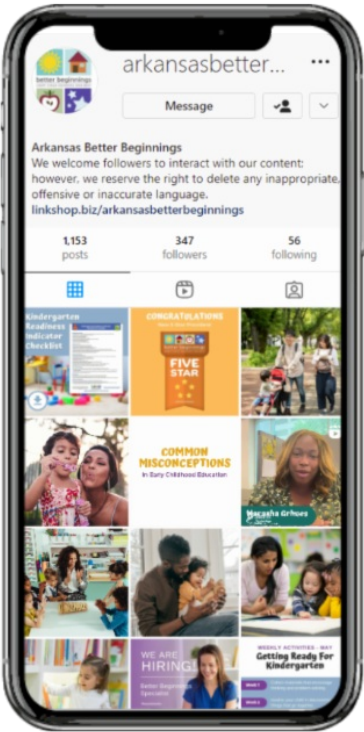 arkansasbetter...
better beginnings
Message
Arkansas Better Beginnings
We welcome followers to interact with our content;
however, we reserve the right to delete any inappropriate,
offensive or inaccurate language.
linkshop.biz/arkansasbetterbeginnings
1,153
posts
347
followers
56
following
Kindergarten
Readiness
Indicator
Checklist
CONGRATULATIONS
FIVE
STAR
COMMON
MISCONCEPTIONS
In Early Childhood Education
WE ARE
HIRING!
Better Beginnings
Specialist
WEEKLY ACTIVITIES - MAY
Getting Ready For
Kindergarten